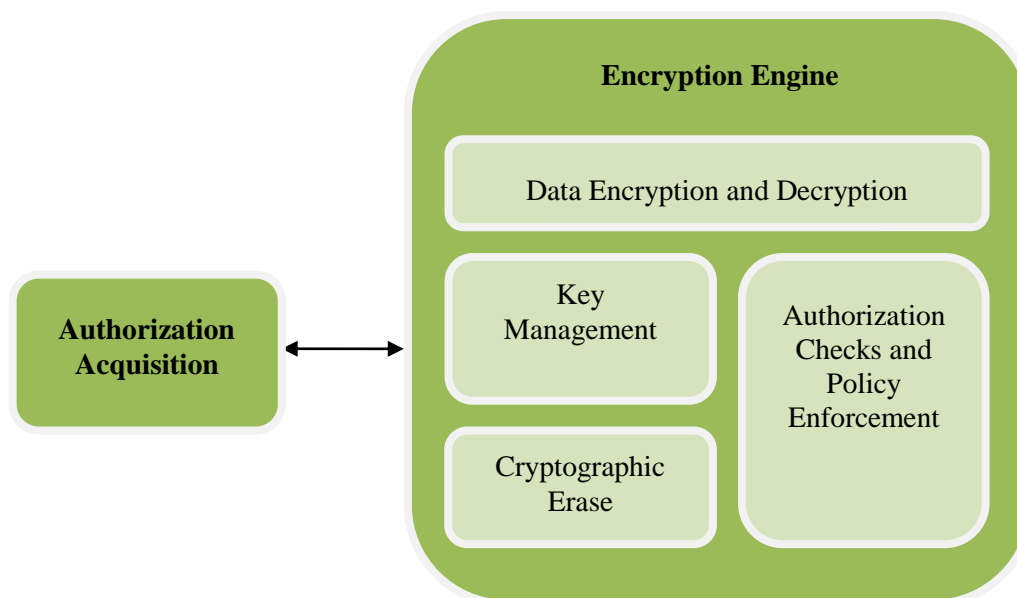 Encryption Engine
Data Encryption and Decryption
Key
Management
Authorization
Checks and
Policy
Enforcement
Authorization
Acquisition
Cryptographic
Erase